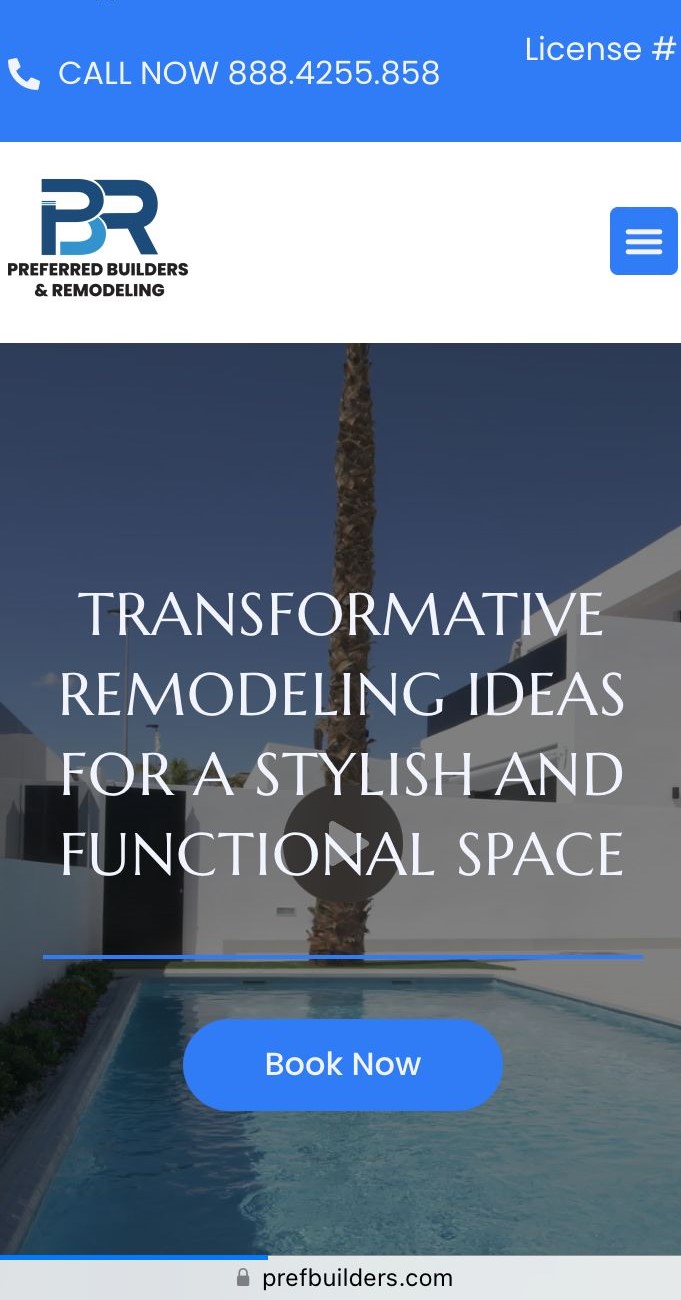 License #
CALL NOW 888.4255.858
PBR
PREFERRED BUILDERS
& REMODELING
TRANSFORMATIVE
REMODELING IDEAS
FOR A STYLISH AND
FUNCTIONAL SPACE
Book Now
prefbuilders.com